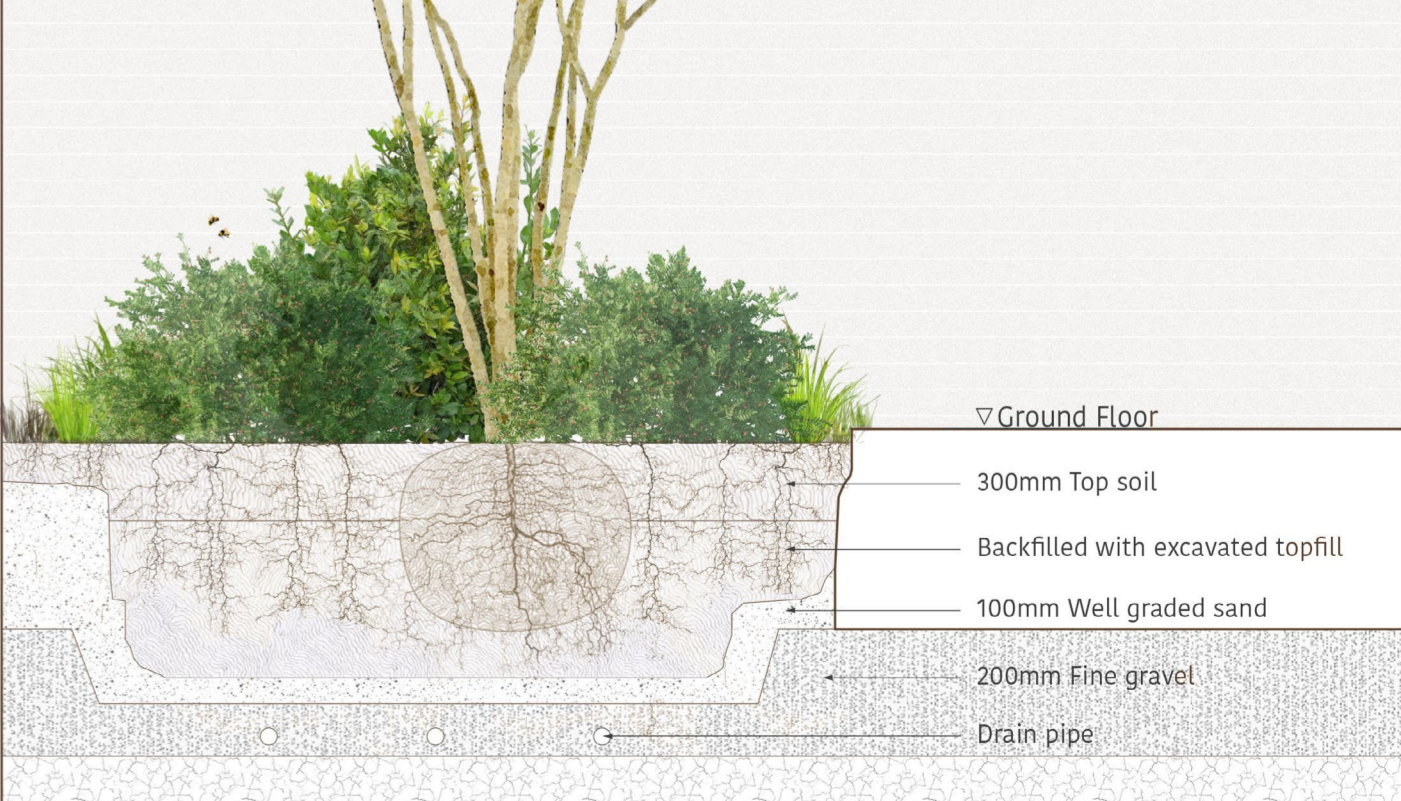 ▽Ground Floor
300mm Top soil
Backfilled with excavated topfill
100mm Well graded sand
200mm Fine gravel
Drain pipe